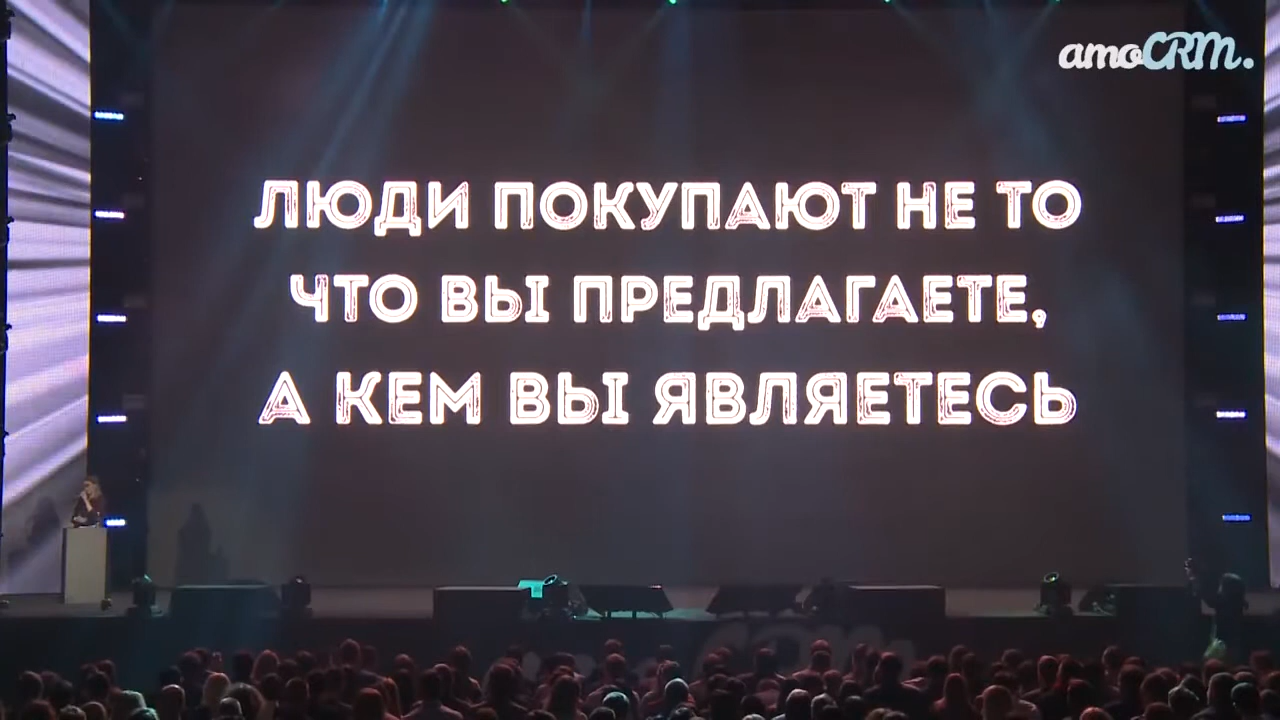 amoCRM.
ЛЮДИ ПОКУПАЮТ НЕ ТО
ЧТО ВЫ ПРЕДЛАГАЕТЕ,
А КЕМ ВЫ ЯВЛЯЕТЕСЬ